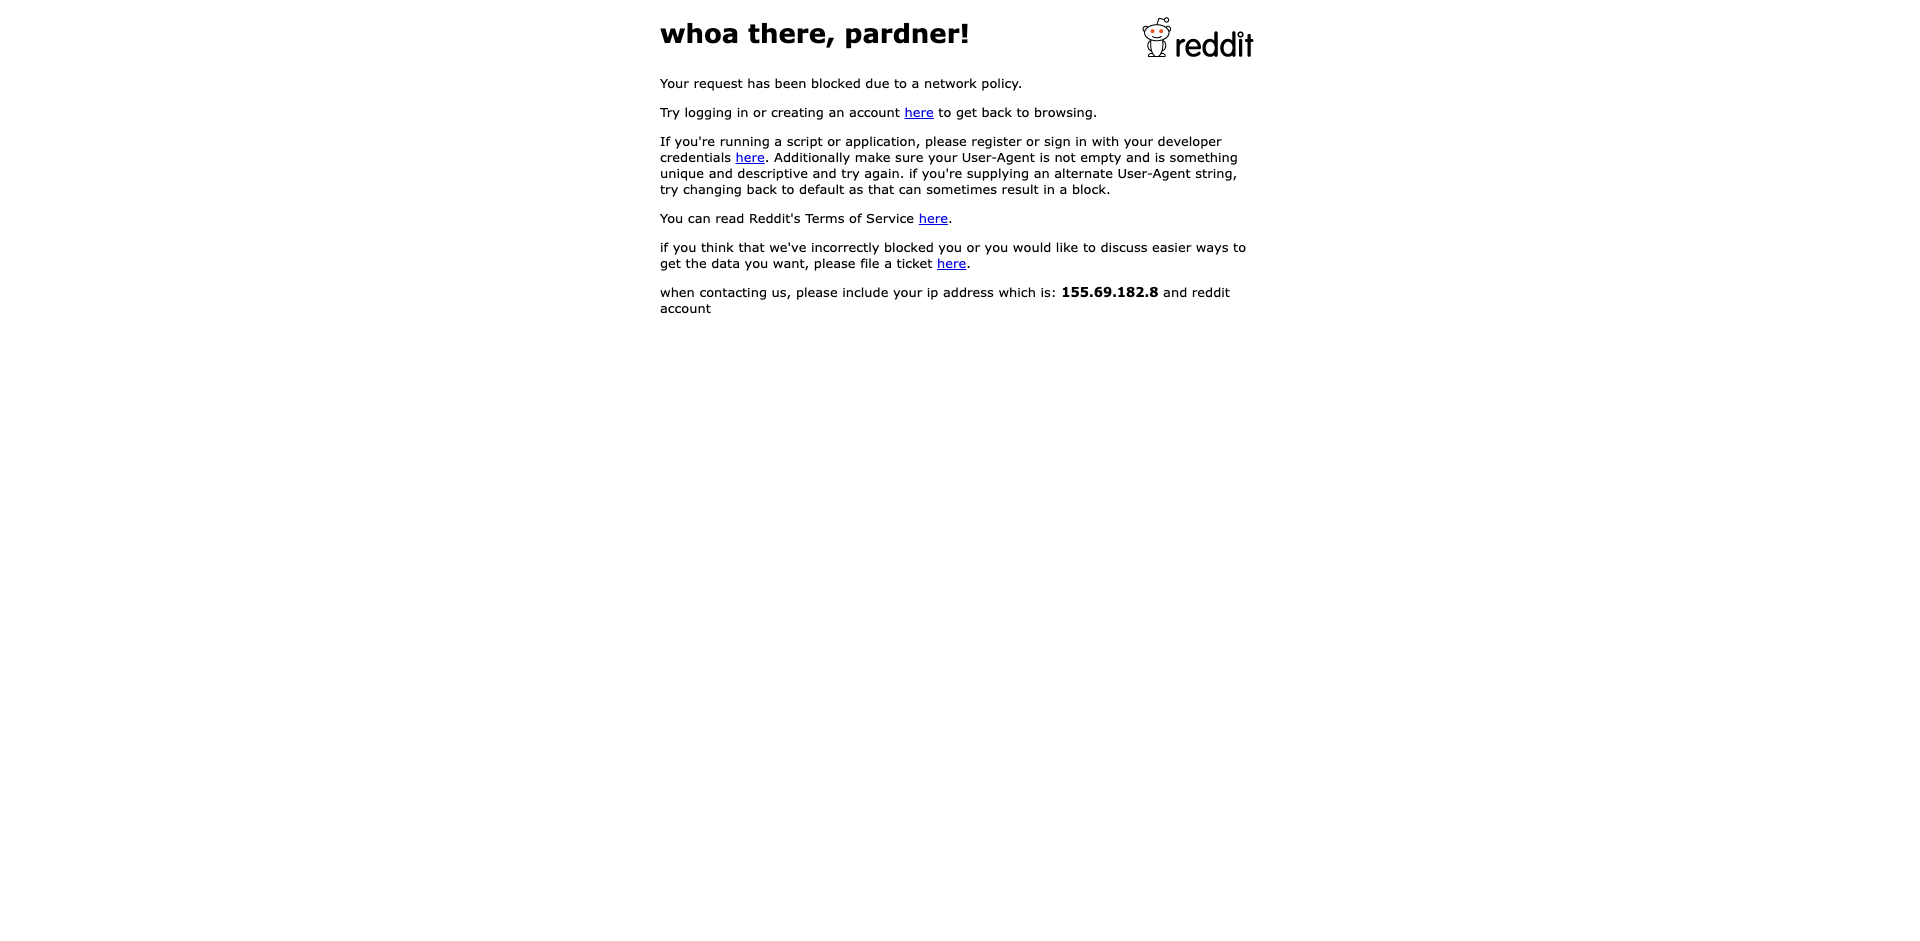 whoa there, pardner!
reddit
Your request has been blocked due to a network policy.
Try logging in or creating an account here to get back to browsing.
If you're running a script or application, please register or sign in with your developer
credentials here. Additionally make sure your User-Agent is not empty and is something
unique and descriptive and try again. if you're supplying an alternate User-Agent string,
try changing back to default as that can sometimes result in a block.
You can read Reddit's Terms of Service here.
if you think that we've incorrectly blocked you or you would like to discuss easier ways to
get the data you want, please file a ticket here.
when contacting us, please include your ip address which is: 155.69.182.8 and reddit
account